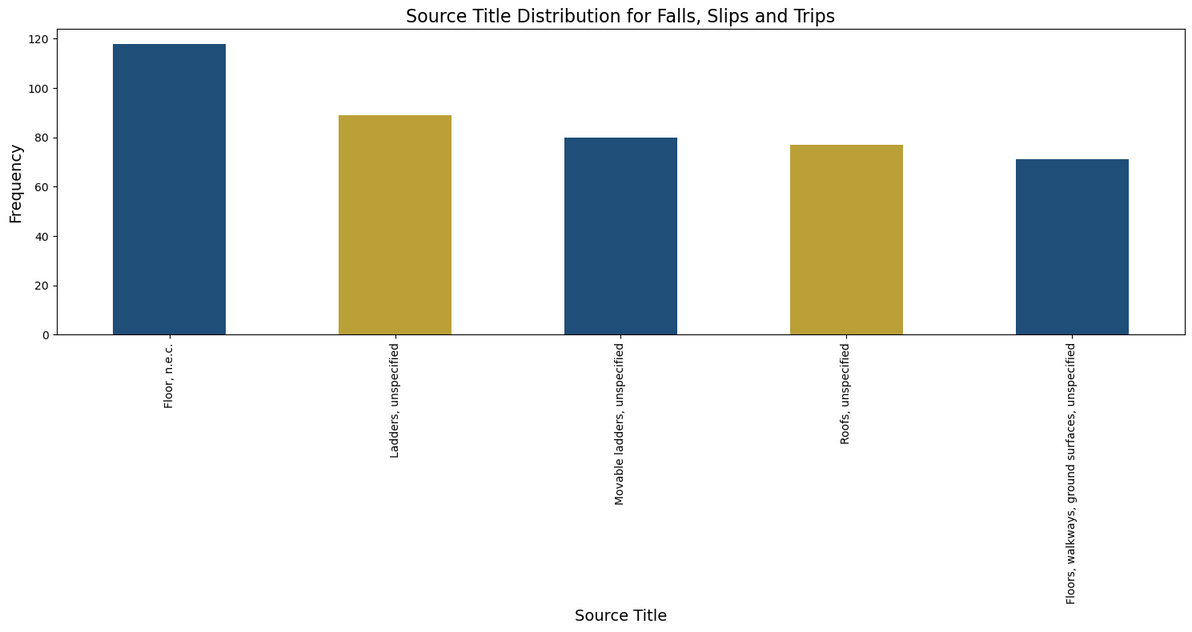 Source Title Distribution for Falls, Slips and Trips
Frequency
120
100
80
60
40
20
0
Floor, n.e.c.
Ladders, unspecified
Movable ladders, unspecified
Roofs, unspecified
Floors, walkways, ground surfaces, unspecified
Source Title